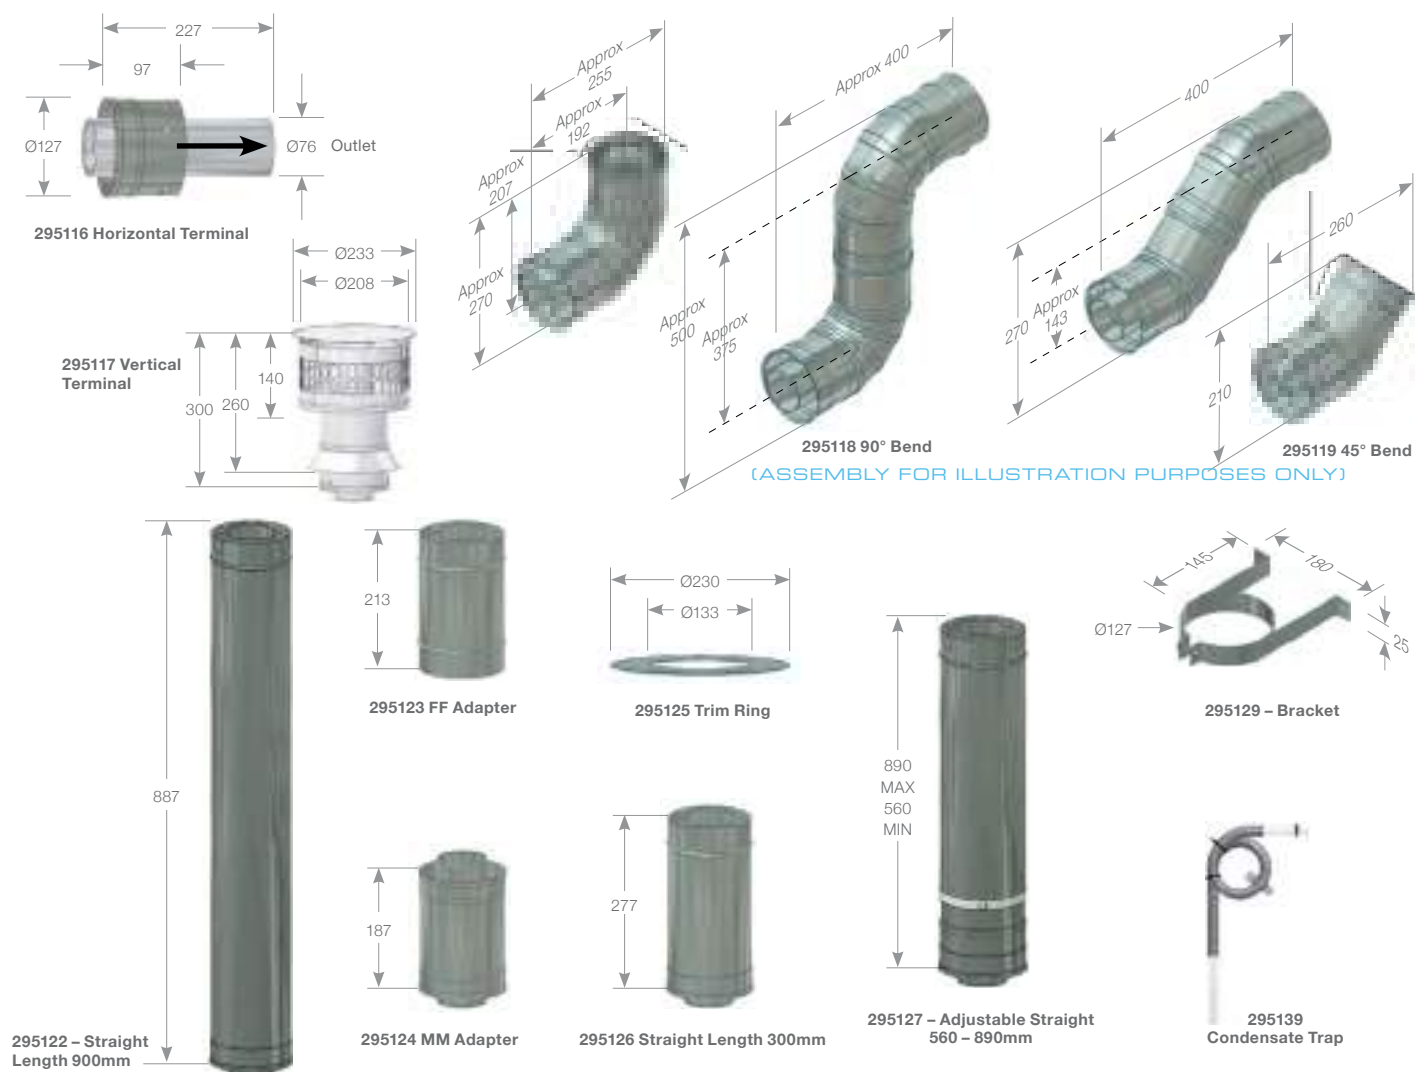 227
97
Ø127
Ø76 Outlet
295116 Horizontal Terminal
Ø233
Ø208
295117 Vertical
Terminal
140
260
300
Approx
255
Approx
192
Approx
207
Approx
270
Approx 400
Approx
500
Approx
375
295118 90° Bend
400
270
Approx
143
260
210
295119 45° Bend
(ASSEMBLY FOR ILLUSTRATION PURPOSES ONLY)
887
295122 – Straight
Length 900mm
213
295123 FF Adapter
187
295124 MM Adapter
Ø230
Ø133
295125 Trim Ring
277
295126 Straight Length 300mm
890
MAX
560
MIN
295127 – Adjustable Straight
560 – 890mm
145
180
Ø127
25
295129 – Bracket
295139
Condensate Trap